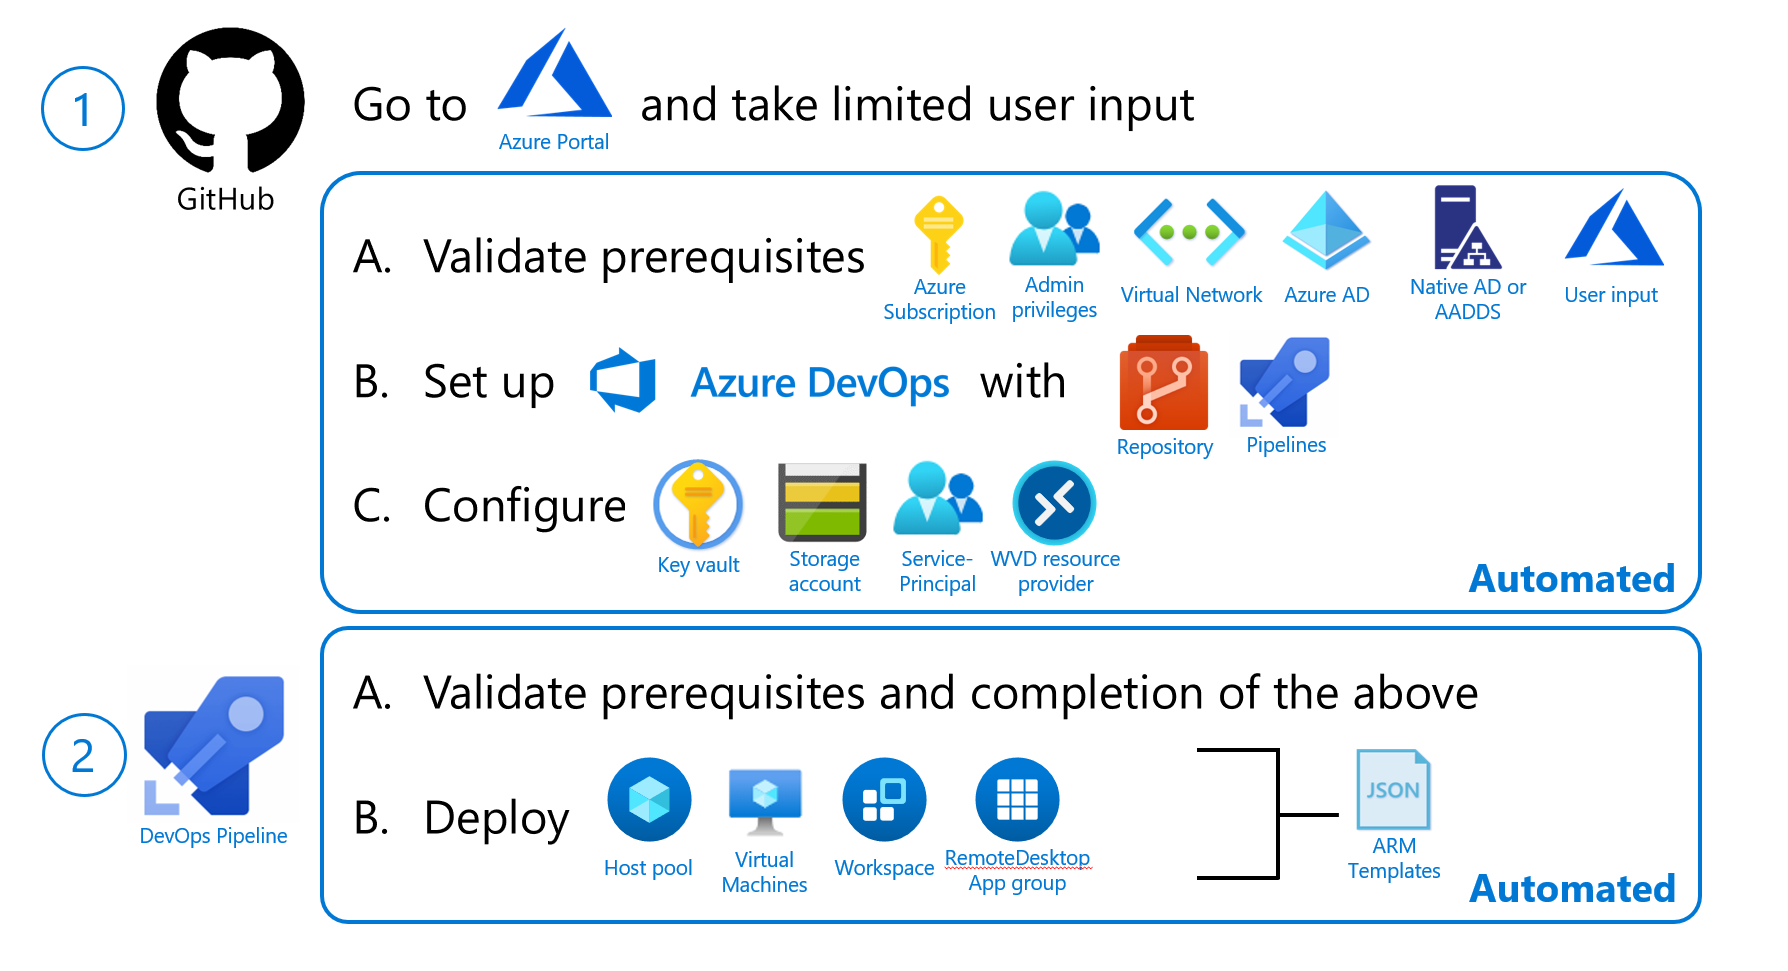 1
GitHub
Go to
Azure Portal
and take limited user input
A. Validate prerequisites
Azure
Subscription
Admin
privileges
Virtual Network
Azure AD
Native AD or
AADDS
User input
B. Set up Azure DevOps with
Repository
Pipelines
C. Configure
Key vault
Storage
account
Service-
Principal
WVD resource
provider
Automated
2
DevOps Pipeline
A. Validate prerequisites and completion of the above
B. Deploy
Host pool
Virtual
Machines
Workspace
RemoteDesktop
App group
JSON
ARM
Templates
Automated